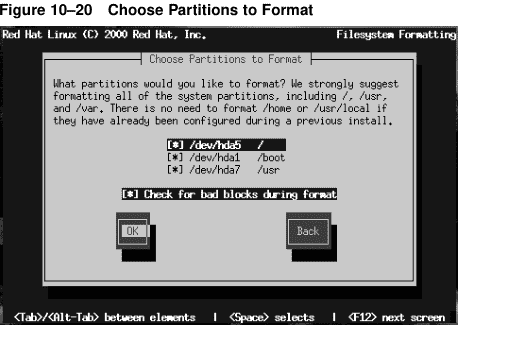 Figure 10–20 Choose Partitions to Format
Red Hat Linux (C) 2000 Red Hat, Inc. Filesystem Formatting
Choose Partitions to Format
What partitions would you like to format? We strongly suggest
formatting all of the system partitions, including /, /usr,
and /var. There is no need to format /home or /usr/local if
they have already been configured during a previous install.
[*] /dev/hda5 /
[*] /dev/hda1 /boot
[*] /dev/hda7 /usr
[*] Check for bad blocks during format
OK Back
<Tab>/<Alt-Tab> between elements | <Space> selects | <F12> next screen